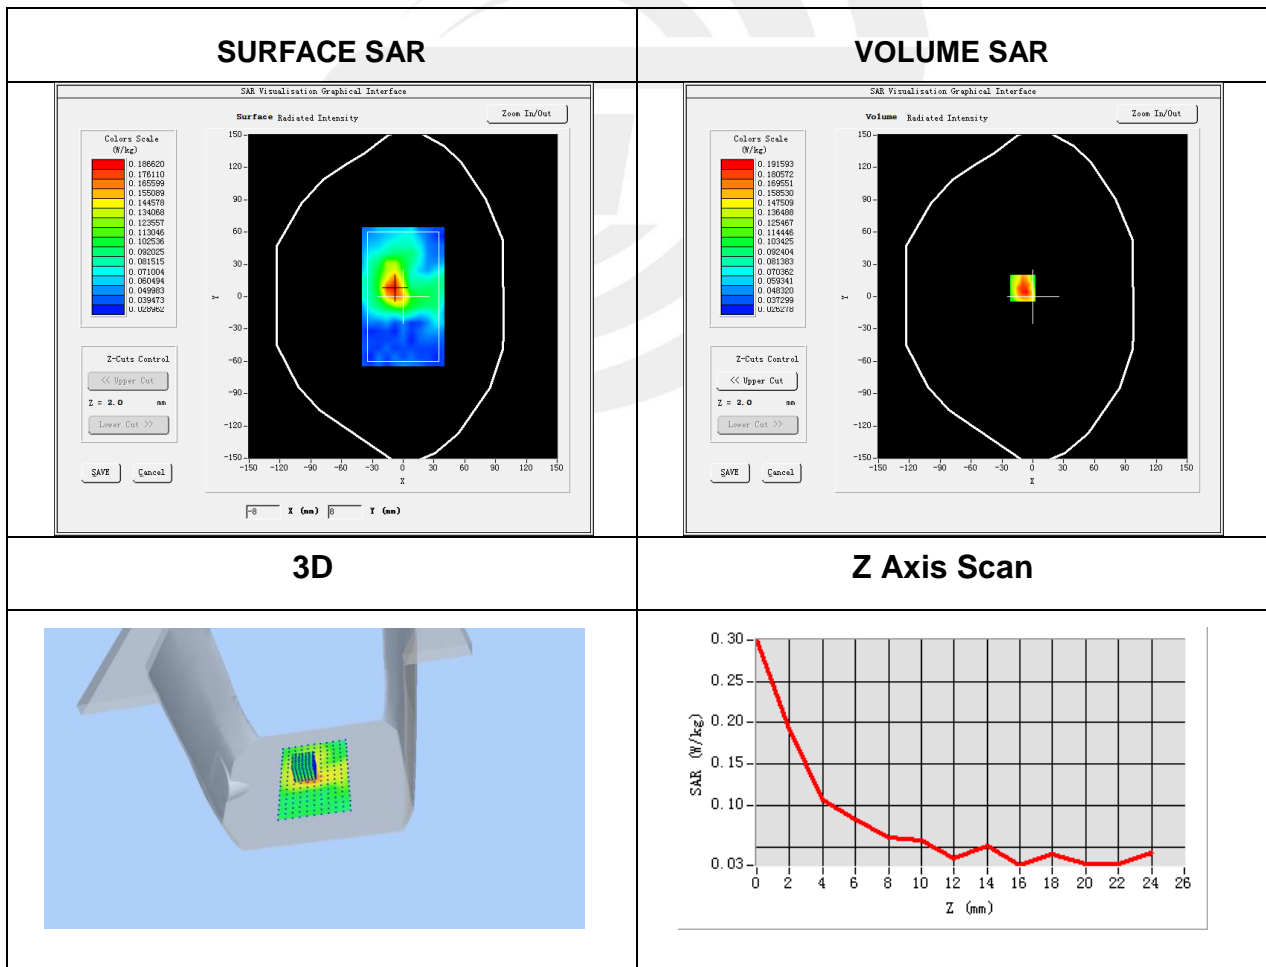 SURFACE SAR
VOLUME SAR
SAR Visualisation Graphical Interface
Surface Radiated Intensity
Zoom In/Out
Colors Scale
(W/kg)
0.186620
0.176110
0.165599
0.155089
0.144578
0.134068
0.123557
0.113046
0.102536
0.092025
0.081515
0.071004
0.060494
0.049983
0.039473
0.028962
150
120
90
60
30
0
-30
-60
-90
-120
-150
Y
-150 -120 -90 -60 -30 0 30 60 90 120 150
X
Z-Cuts Control
<< Upper Cut
Z = 2.0 mm
Lower Cut >>
SAVE Cancel
-8 X (mm) 8 Y (mm)
SAR Visualisation Graphical Interface
Volume Radiated Intensity
Zoom In/Out
Colors Scale
(W/kg)
0.191593
0.180572
0.169551
0.158530
0.147509
0.136488
0.125467
0.114446
0.103425
0.092404
0.081383
0.070362
0.059341
0.048320
0.037299
0.026278
150
120
90
60
30
0
-30
-60
-90
-120
-150
Y
-150 -120 -90 -60 -30 0 30 60 90 120 150
X
Z-Cuts Control
<< Upper Cut
Z = 2.0 mm
Lower Cut >>
SAVE Cancel
3D
Z Axis Scan
0.30
0.25
0.20
0.15
0.10
0.03
SAR (W/kg)
0 2 4 6 8 10 12 14 16 18 20 22 24 26
Z (mm)